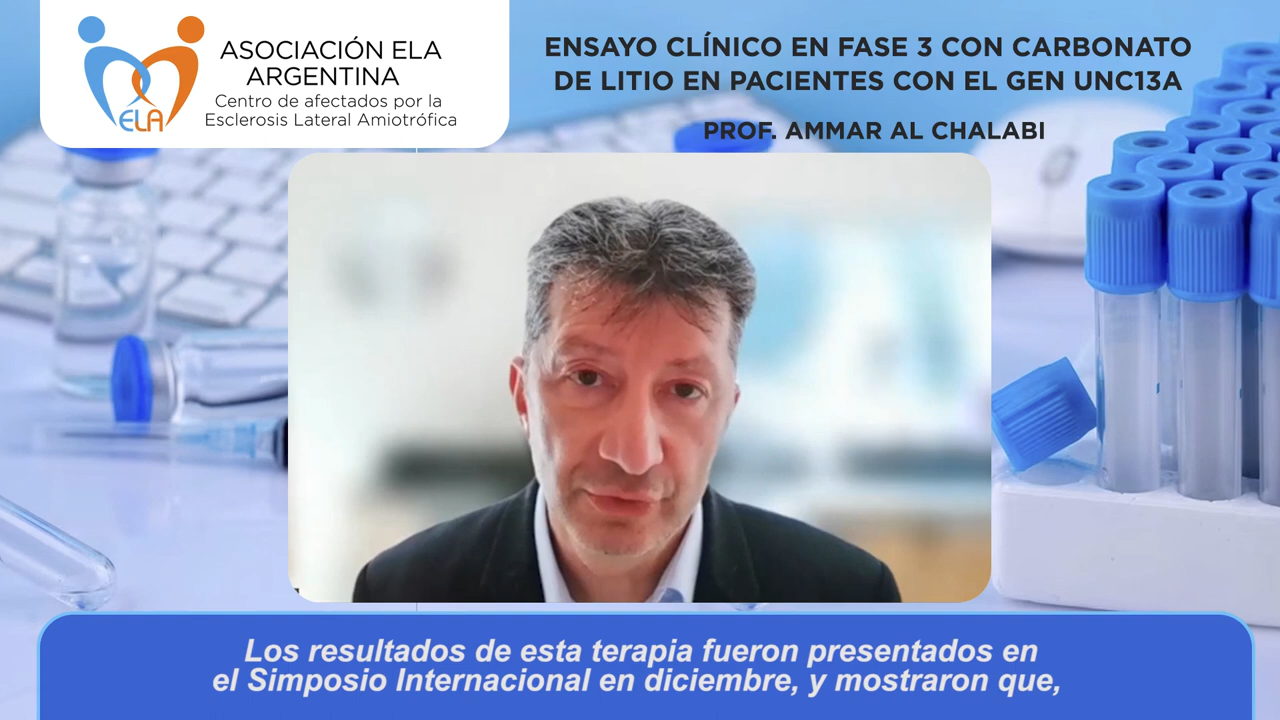 ASOCIACIÓN ELA
ARGENTINA
Centro de afectados por la
Esclerosis Lateral Amiotrófica
ELA
ENSAYO CLÍNICO EN FASE 3 CON CARBONATO
DE LITIO EN PACIENTES CON EL GEN UNC13A
PROF. AMMAR AL CHALABI
Los resultados de esta terapia fueron presentados en
el Simposio Internacional en diciembre, y mostraron que,